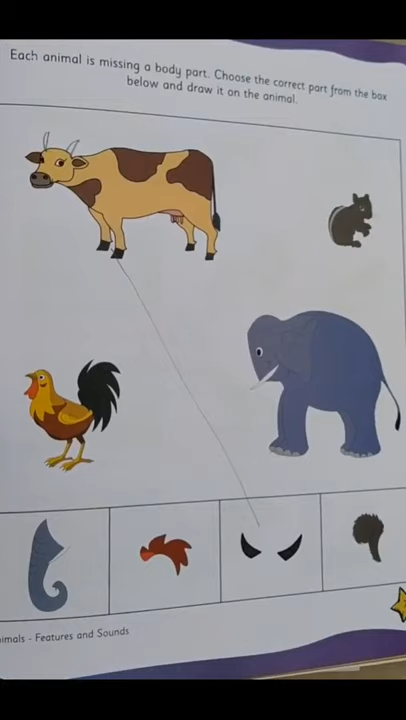 Each animal is missing a body part. Choose the correct part from the box
below and draw it on the animal.
- Features and Sounds